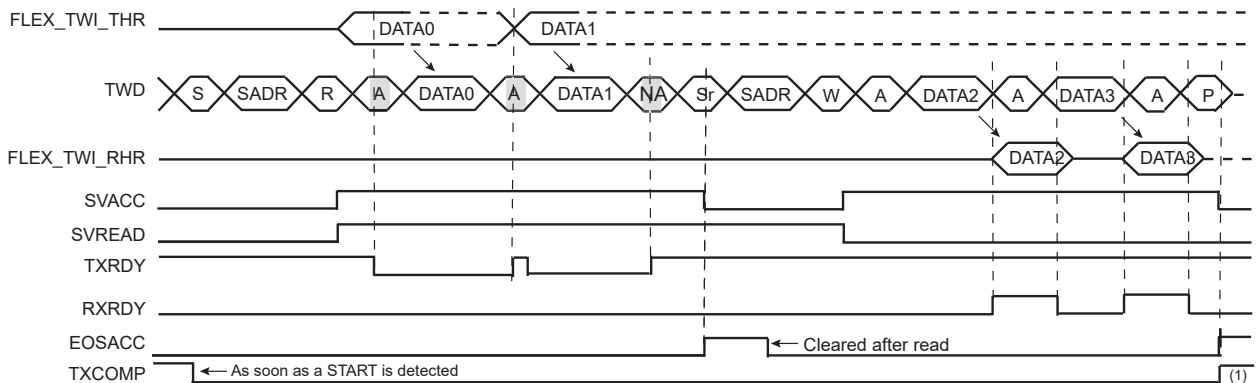 FLEX_TWI_THR DATA0 DATA1
TWD S SADR R A DATA0 A DATA1 NA Sr SADR W A DATA2 A DATA3 A P
FLEX_TWI_RHR DATA2 DATA3
SVACC
SVREAD
TXRDY
RXRDY
EOSACC Cleared after read
TXCOMP As soon as a START is detected (1)